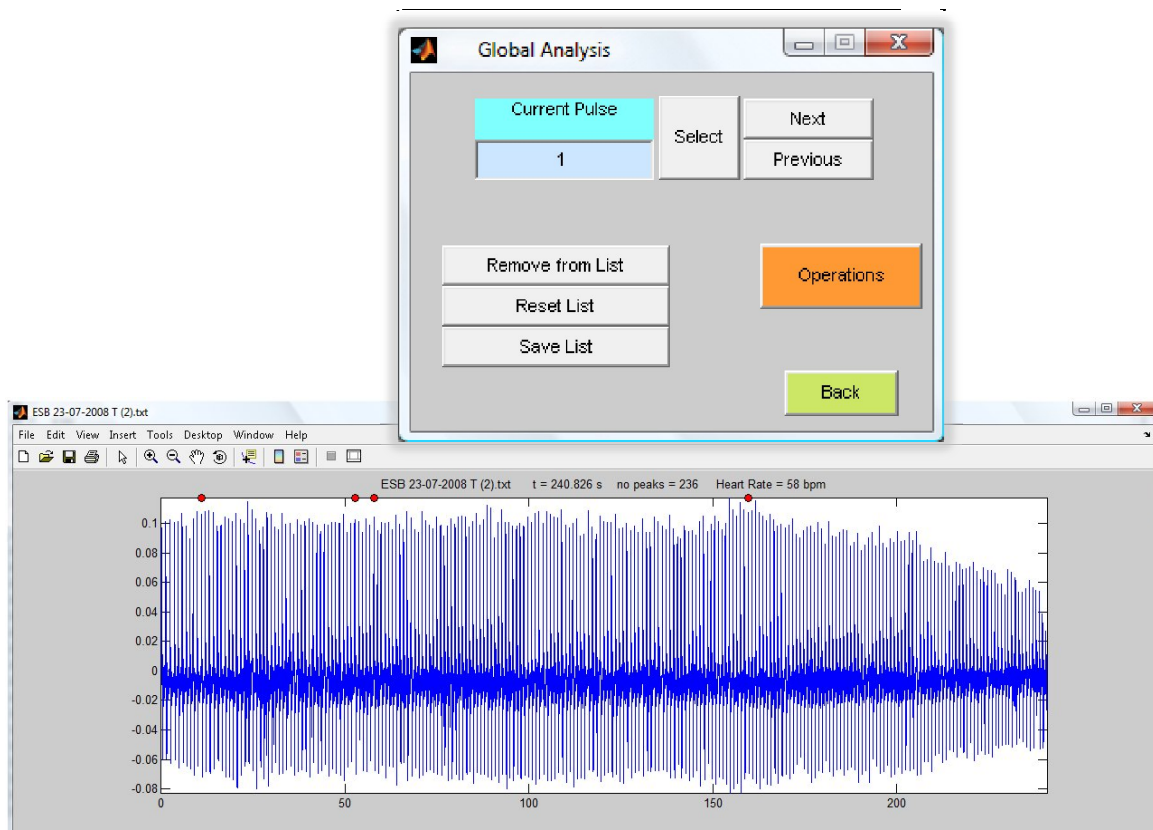 Global Analysis
Current Pulse
1
Select
Next
Previous
Remove from List
Reset List
Save List
Operations
Back
ESB 23-07-2008 T (2).txt
File Edit View Insert Tools Desktop Window Help
ESB 23-07-2008 T (2).txt t = 240.826 s no peaks = 236 Heart Rate = 58 bpm
0.1
0.08
0.06
0.04
0.02
0
-0.02
-0.04
-0.06
-0.08
0 50 100 150 200